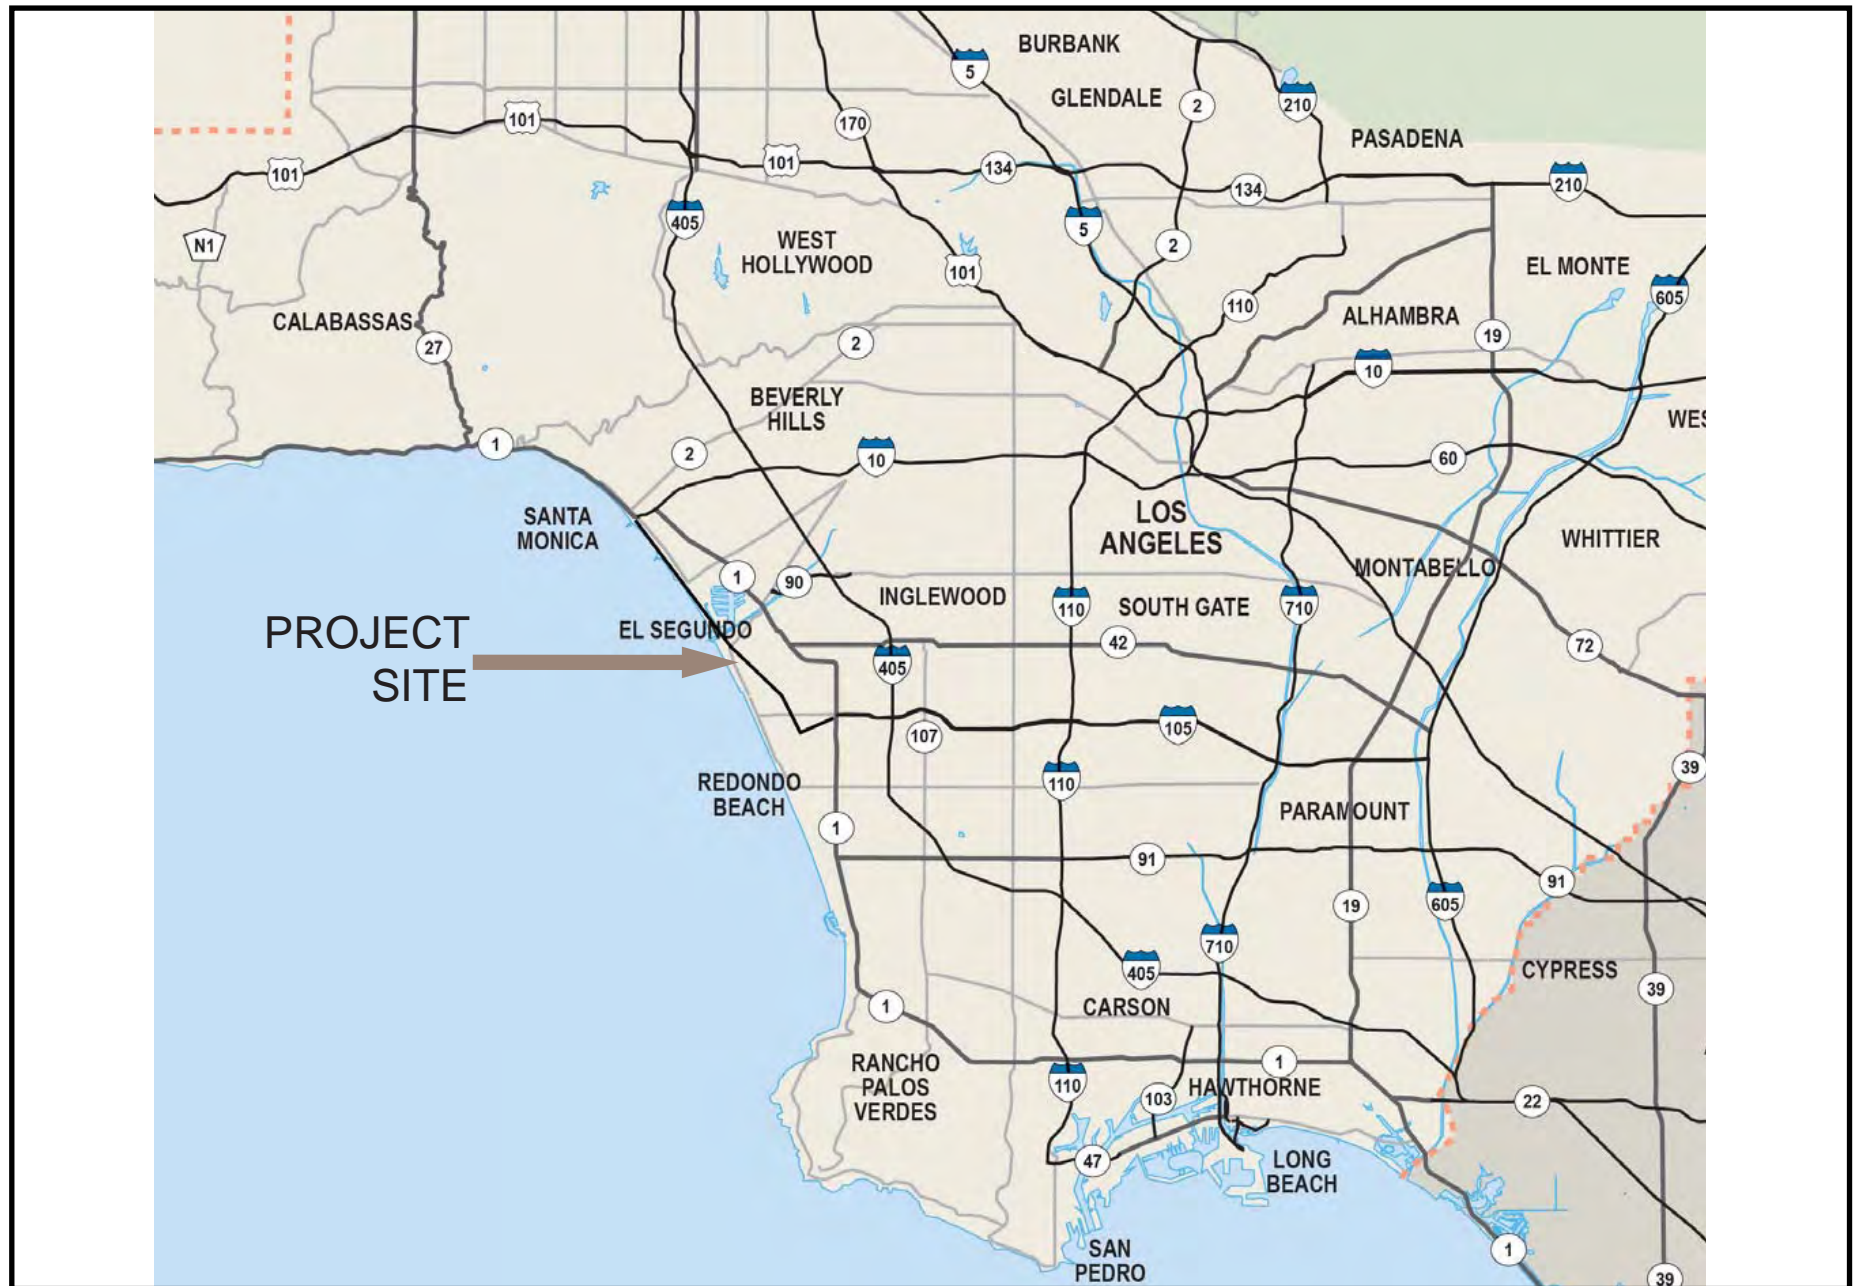 BURBANK
5
GLENDALE
2
210
101
170
PASADENA
101
101
134
134
210
405
N1
WEST
HOLLYWOOD
5
2
101
EL MONTE
605
110
CALABASSAS
ALHAMBRA
19
27
2
10
BEVERLY
HILLS
WES
1
2
10
60
SANTA
MONICA
LOS
ANGELES
WHITTIER
MONTABELLO
1
90
INGLEWOOD
110
SOUTH GATE
710
PROJECT
SITE
EL SEGUNDO
405
42
72
107
105
39
REDONDO
BEACH
110
PARAMOUNT
1
91
91
19
605
710
405
CYPRESS
39
1
CARSON
RANCHO
PALOS
VERDES
110
1
103
HAWTHORNE
22
47
LONG
BEACH
SAN
PEDRO
1
39